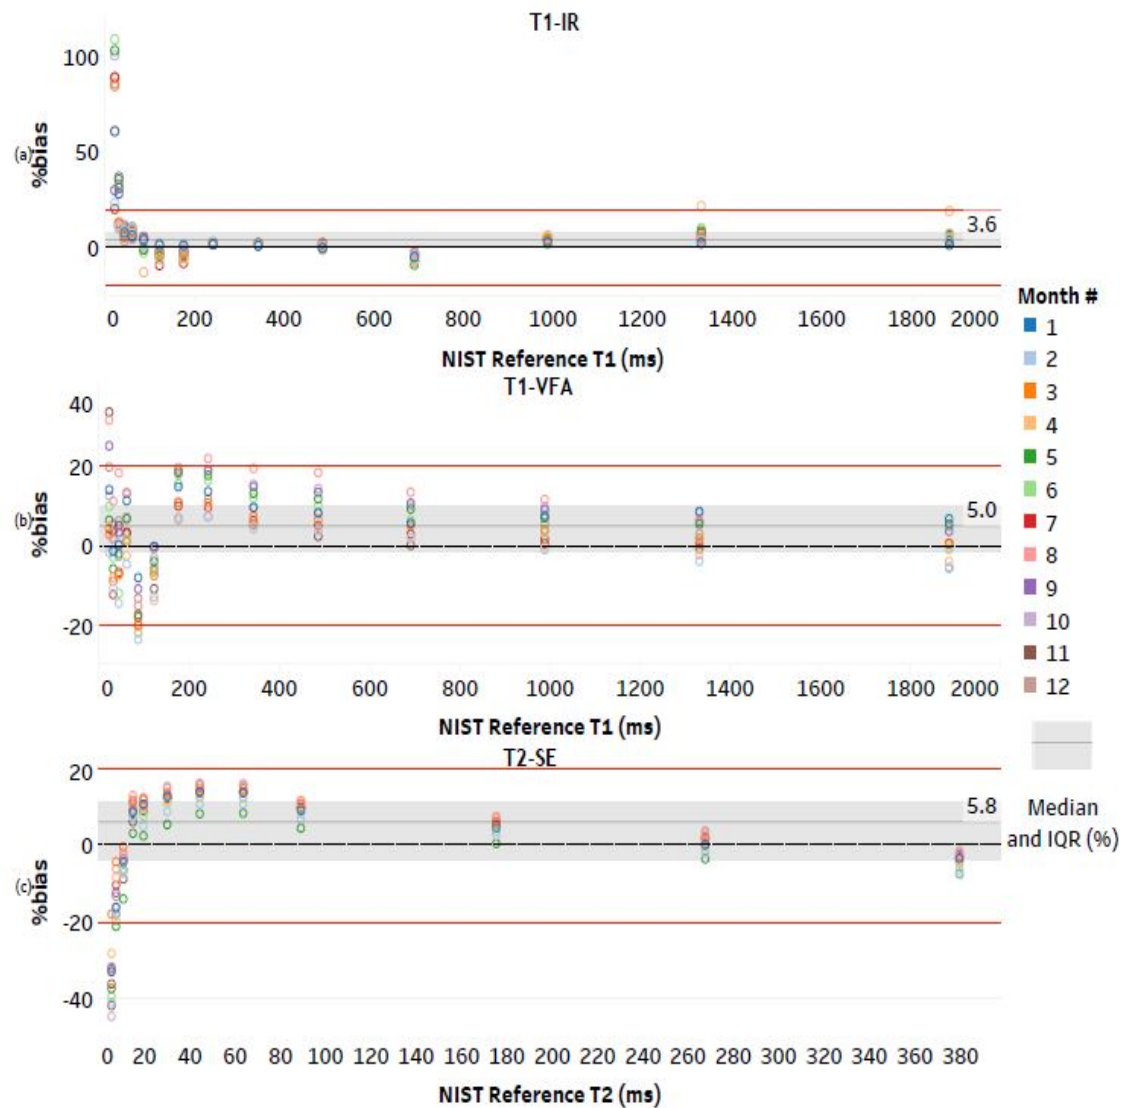 T1-IR
100
50
0
(a)
%bias
3.6
0 200 400 600 800 1000 1200 1400 1600 1800 2000
NIST Reference T1 (ms)
T1-VFA
40
20
0
-20
(b)
%bias
5.0
0 200 400 600 800 1000 1200 1400 1600 1800 2000
NIST Reference T1 (ms)
T2-SE
20
0
-20
-40
(c)
%bias
5.8
0 20 40 60 80 100 120 140 160 180 200 220 240 260 280 300 320 340 360 380
NIST Reference T2 (ms)
Month #
1
2
3
4
5
6
7
8
9
10
11
12
Median
and IQR (%)